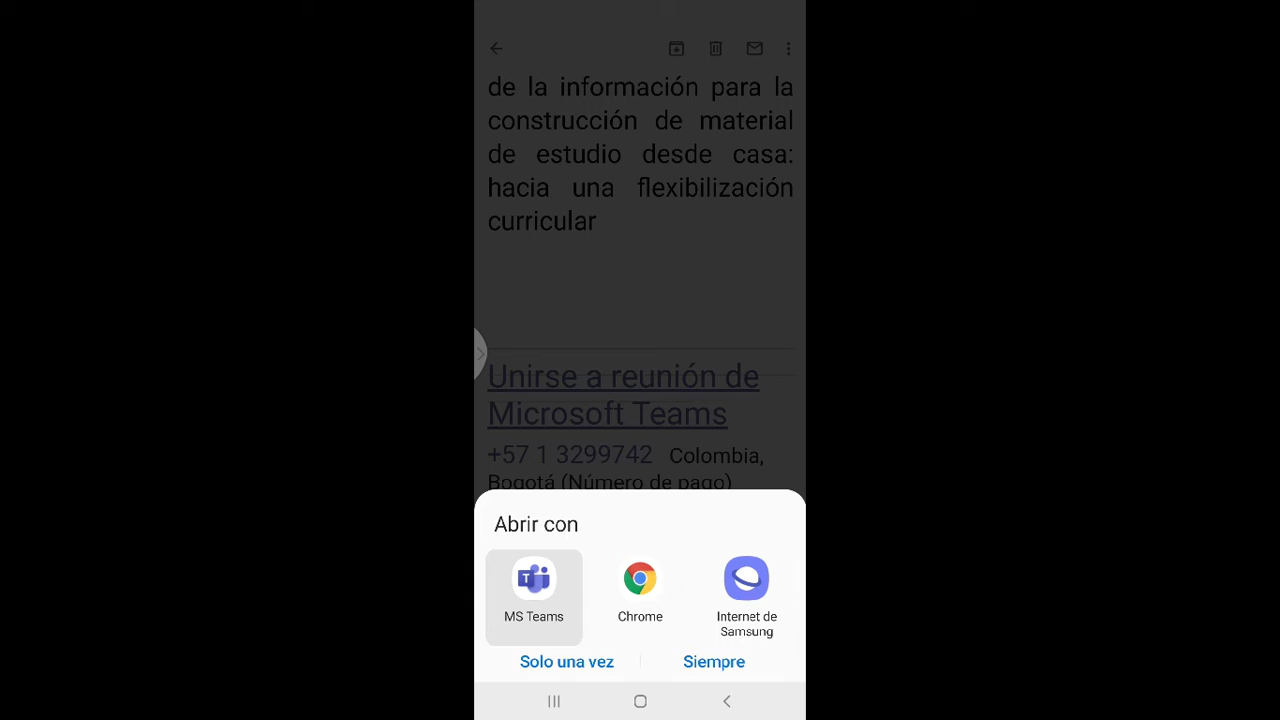 de la información para la
construcción de material
de estudio desde casa:
hacia una flexibilización
curricular
Unirse a reunión de
Microsoft Teams
+57 1 3299742 Colombia,
Bogotá (Número de pago)
Abrir con
MS Teams
Chrome
Internet de
Samsung
Solo una vez
Siempre